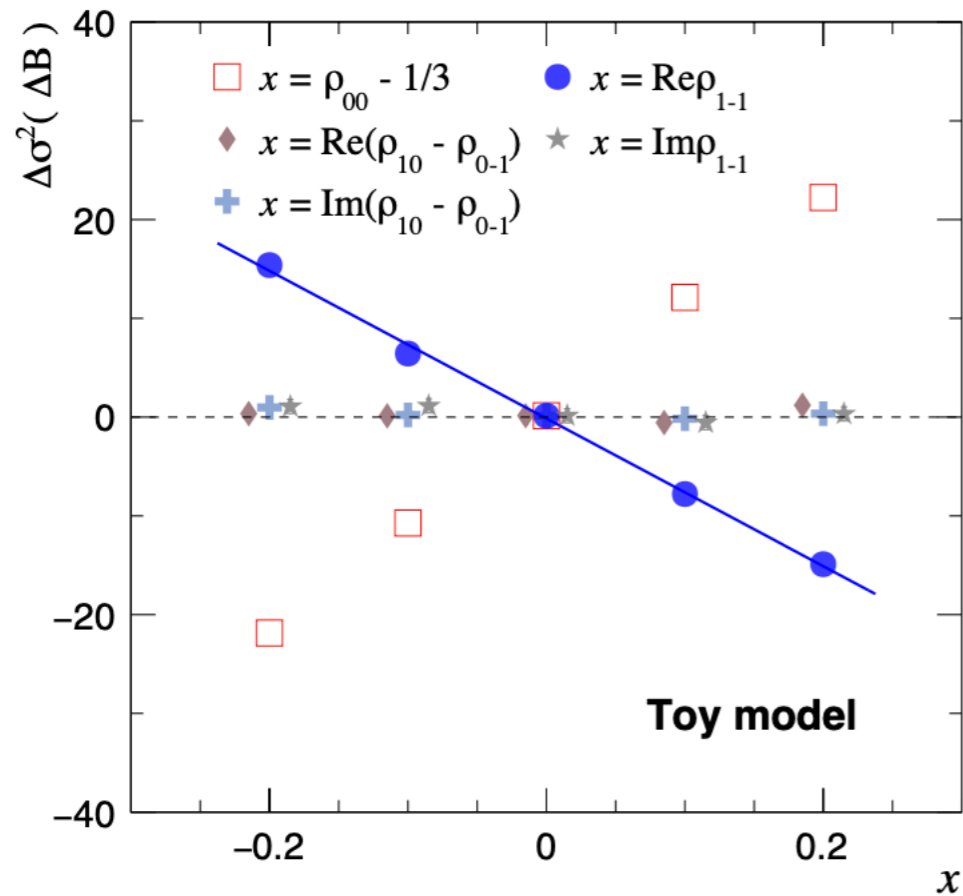 Δσ²( ΔB)
40
20
0
−20
−40
x = ρ₀₀ - 1/3
x = Reρ₁₋₁
x = Re(ρ₁₀ - ρ₀₋₁)
x = Imρ₁₋₁
x = Im(ρ₁₀ - ρ₀₋₁)
Toy model
−0.2
0
0.2
x